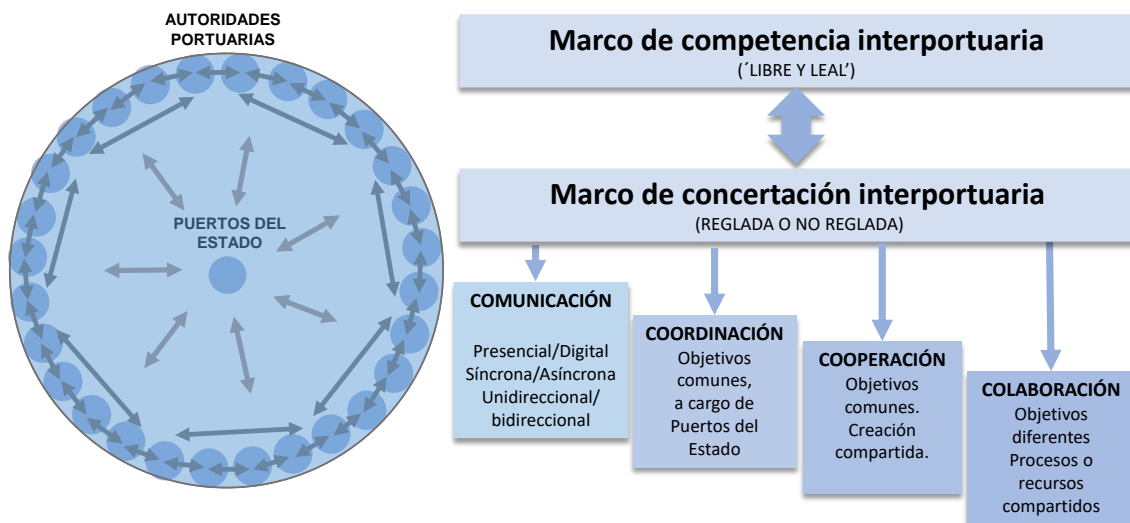 AUTORIDADES
PORTUARIAS
PUERTOS DEL
ESTADO
Marco de competencia interportuaria
(´LIBRE Y LEAL’)
Marco de concertación interportuaria
(REGLADA O NO REGLADA)
COMUNICACIÓN
Presencial/Digital
Síncrona/Asíncrona
Unidireccional/
bidireccional
COORDINACIÓN
Objetivos
comunes,
a cargo de
Puertos del
Estado
COOPERACIÓN
Objetivos
comunes.
Creación
compartida.
COLABORACIÓN
Objetivos
diferentes
Procesos o
recursos
compartidos